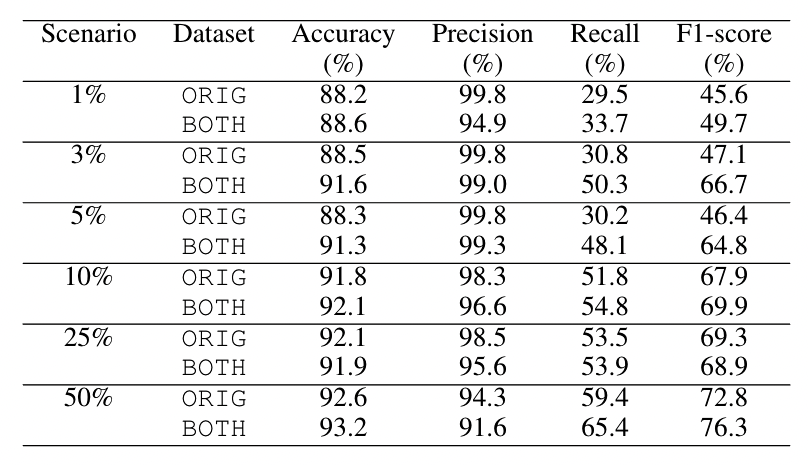 Scenario Dataset Accuracy Precision Recall F1-score
(%) (%) (%) (%)
1% ORIG 88.2 99.8 29.5 45.6
BOTH 88.6 94.9 33.7 49.7
3% ORIG 88.5 99.8 30.8 47.1
BOTH 91.6 99.0 50.3 66.7
5% ORIG 88.3 99.8 30.2 46.4
BOTH 91.3 99.3 48.1 64.8
10% ORIG 91.8 98.3 51.8 67.9
BOTH 92.1 96.6 54.8 69.9
25% ORIG 92.1 98.5 53.5 69.3
BOTH 91.9 95.6 53.9 68.9
50% ORIG 92.6 94.3 59.4 72.8
BOTH 93.2 91.6 65.4 76.3